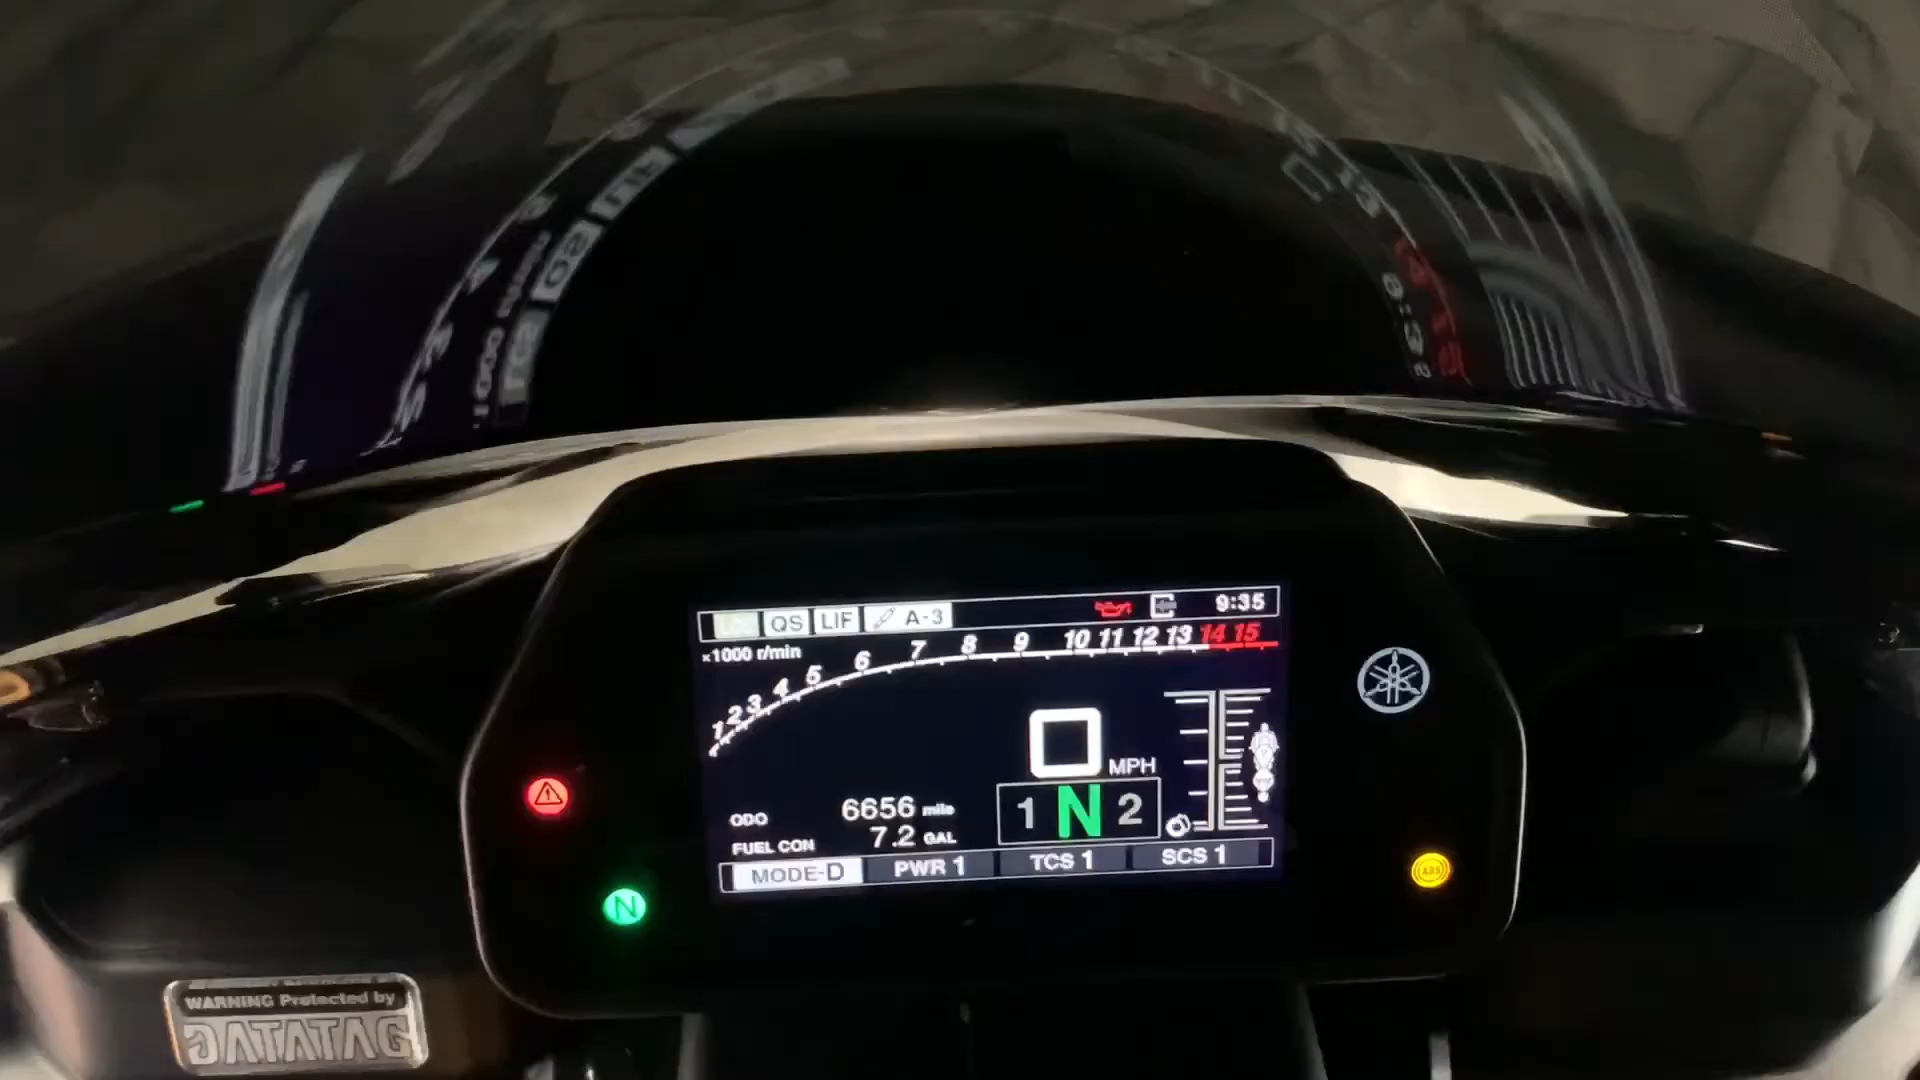 QS LIF A-3 9:35
×1000 r/min
1 2 3 4 5 6 7 8 9 10 11 12 13 14 15
0 MPH
ODO 6656 mile
1 N 2
FUEL CON 7.2 GAL
MODE-D PWR 1 TCS 1 SCS 1
N
ABS
WARNING Protected by
DATATAG